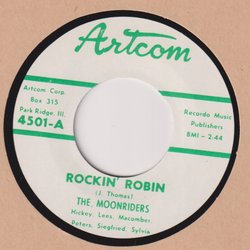 Artcom
Artcom Corp.
Box 315
Park Ridge, Ill.
4501-A
Recordo Music
Publishers
BMI - 2:44
ROCKIN' ROBIN
(J. Thomas)
THE MOONRIDERS
Hickey, Lees, Macomber
Peters, Siegfried, Sylvia